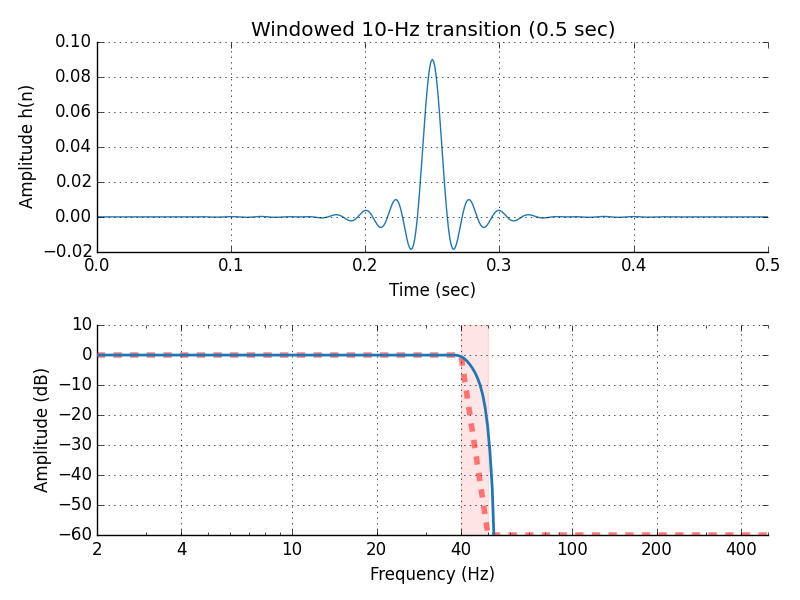 Windowed 10-Hz transition (0.5 sec)
Amplitude h(n)
0.10
0.08
0.06
0.04
0.02
0.00
−0.02
0.0 0.1 0.2 0.3 0.4 0.5
Time (sec)
Amplitude (dB)
10
0
−10
−20
−30
−40
−50
−60
2 4 10 20 40 100 200 400
Frequency (Hz)